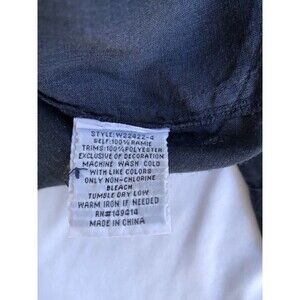 STYLE: W22422-4
SELF: 100% RAMIE
TRIMS: 100% POLYESTER
EXCLUSIVE OF DECORATION
MACHINE WASH COLD
WITH LIKE COLORS
ONLY NON-CHLORINE
BLEACH
TUMBLE DRY LOW
WARM IRON IF NEEDED
RN#149414
MADE IN CHINA